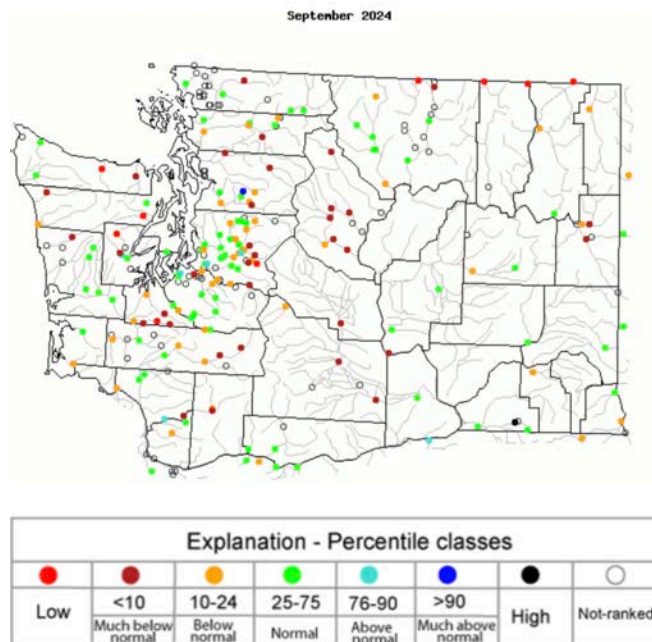 September 2024
Explanation - Percentile classes
Low <10 10-24 25-75 76-90 >90 High Not-ranked
Much below normal Below normal Normal Above normal Much above normal